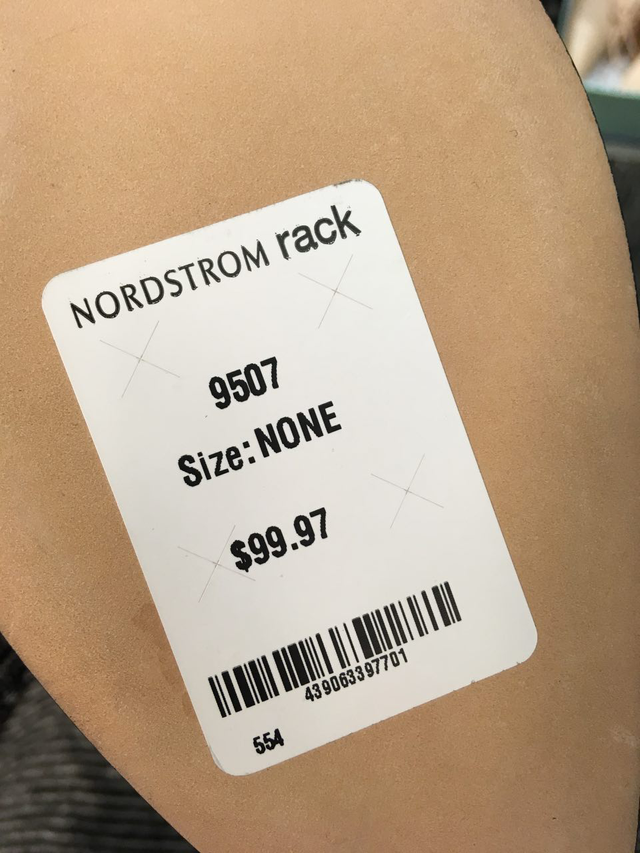 NORDSTROM rack
9507
Size: NONE
$99.97
439063397701
554